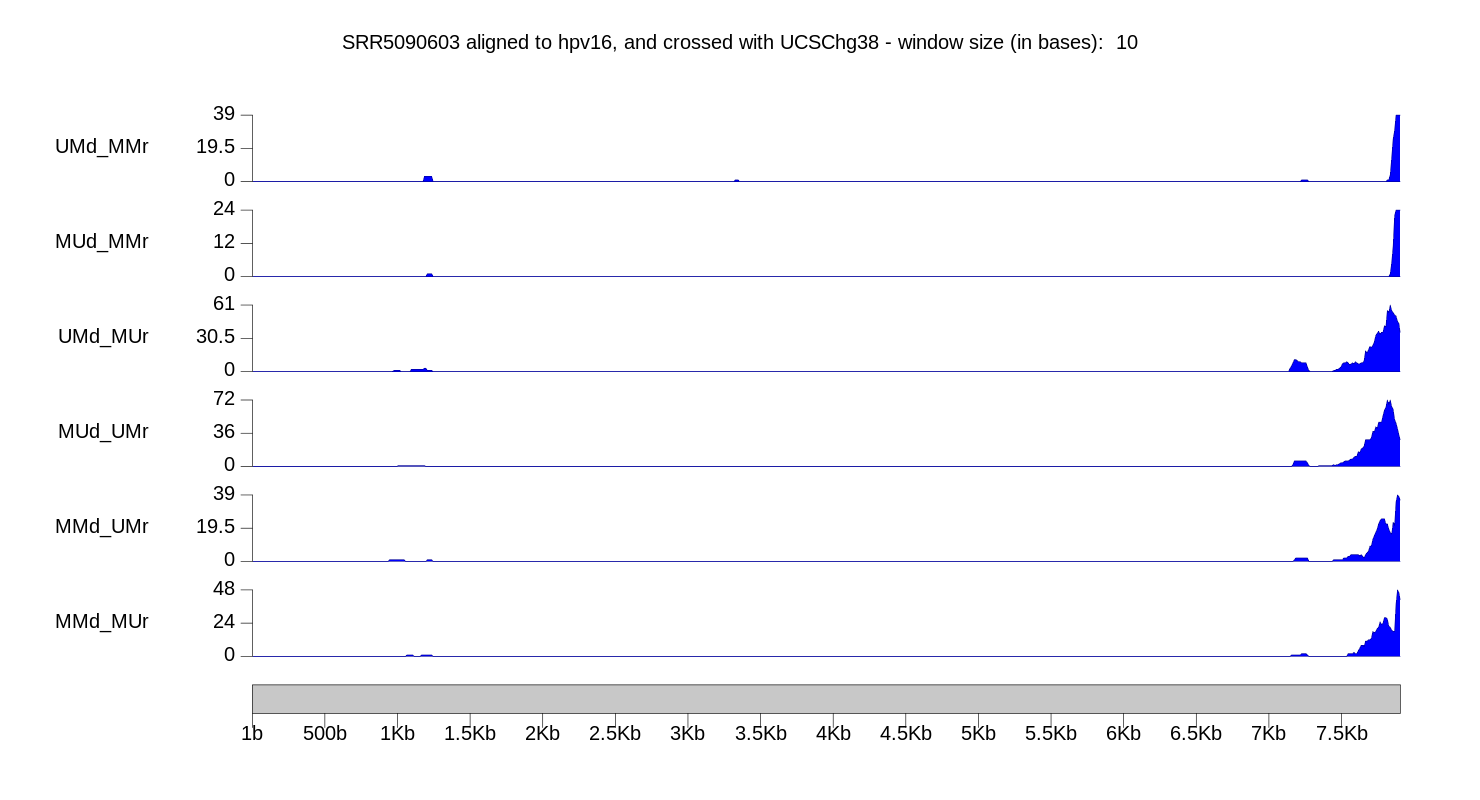 SRR5090603 aligned to hpv16, and crossed with UCSChg38 - window size (in bases):  10
39
UMd_MMr 19.5
0
24
MUd_MMr 12
0
61
UMd_MUr 30.5
0
72
MUd_UMr 36
0
39
MMd_UMr 19.5
0
48
MMd_MUr 24
0
1b 500b 1Kb 1.5Kb 2Kb 2.5Kb 3Kb 3.5Kb 4Kb 4.5Kb 5Kb 5.5Kb 6Kb 6.5Kb 7Kb 7.5Kb